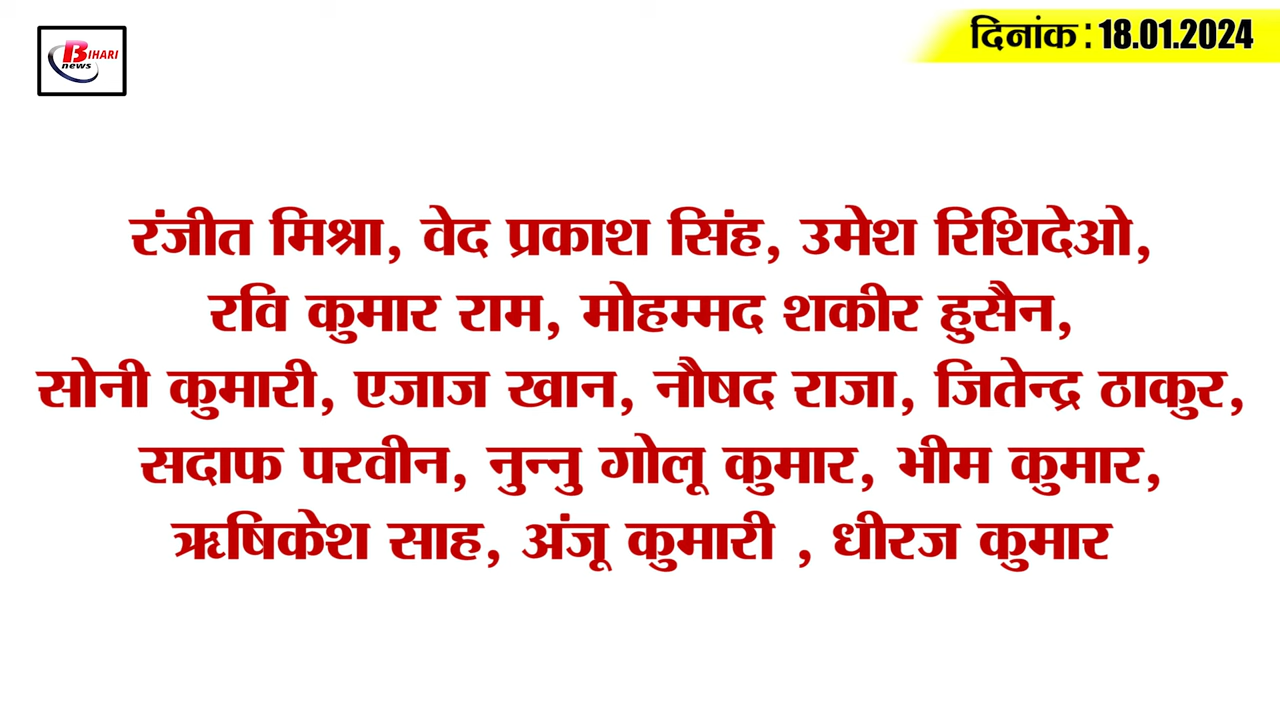 BIHARI
news
दिनांक : 18.01.2024
रंजीत मिश्रा, वेद प्रकाश सिंह, उमेश रिशिदेओ,
रवि कुमार राम, मोहम्मद शकीर हुसैन,
सोनी कुमारी, एजाज खान, नौषद राजा, जितेन्द्र ठाकुर,
सदाफ परवीन, नुन्नु गोलू कुमार, भीम कुमार,
ऋषिकेश साह, अंजू कुमारी , धीरज कुमार